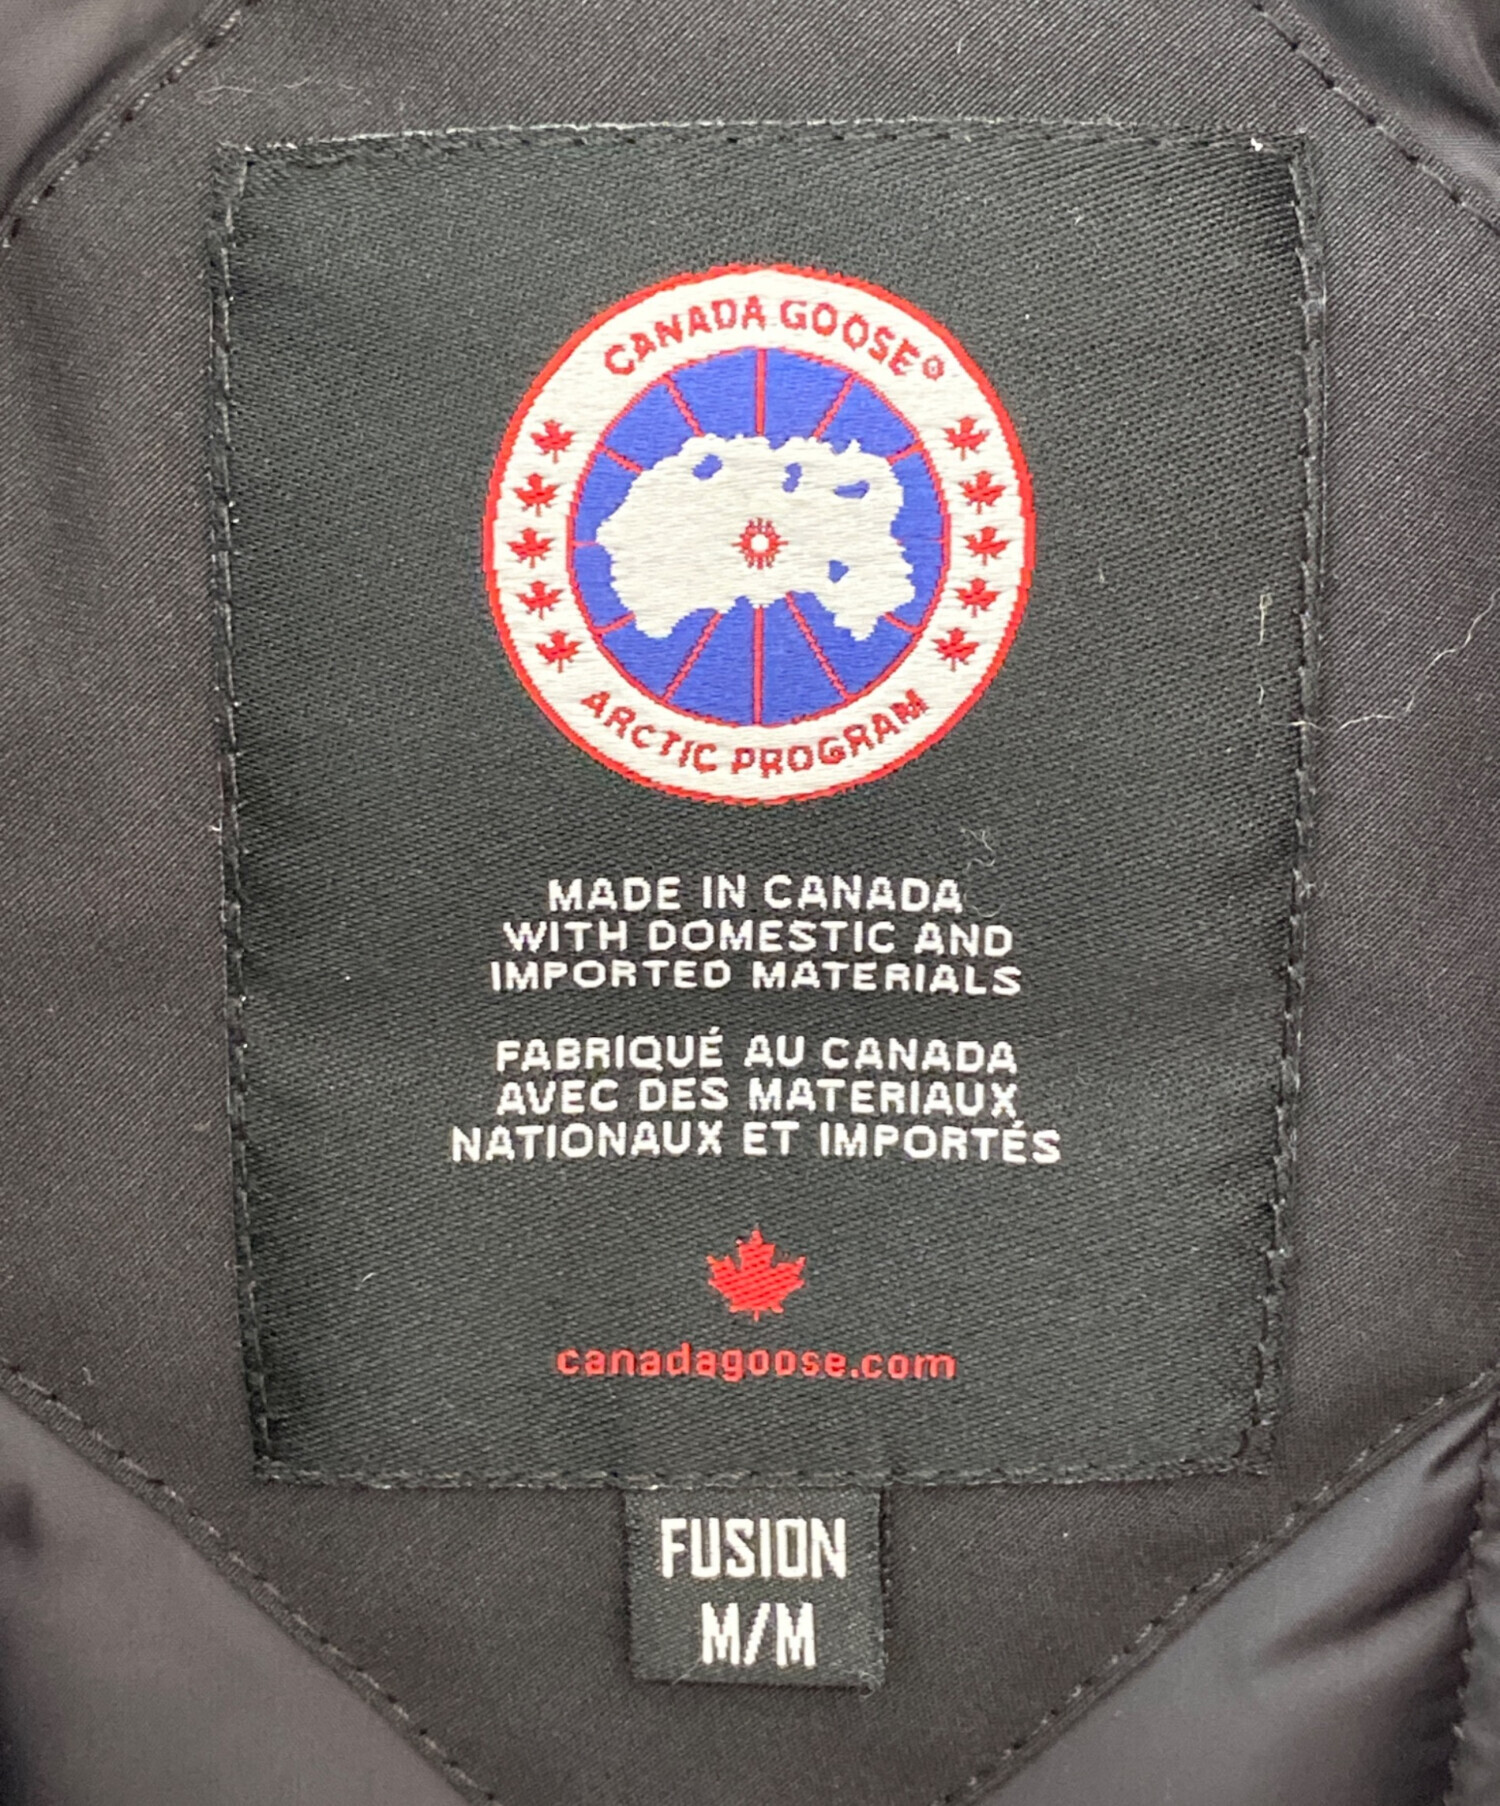 CANADA GOOSE®
ARCTIC PROGRAM
MADE IN CANADA
WITH DOMESTIC AND
IMPORTED MATERIALS
FABRIQUÉ AU CANADA
AVEC DES MATERIAUX
NATIONAUX ET IMPORTÉS
canadagoose.com
FUSION
M/M